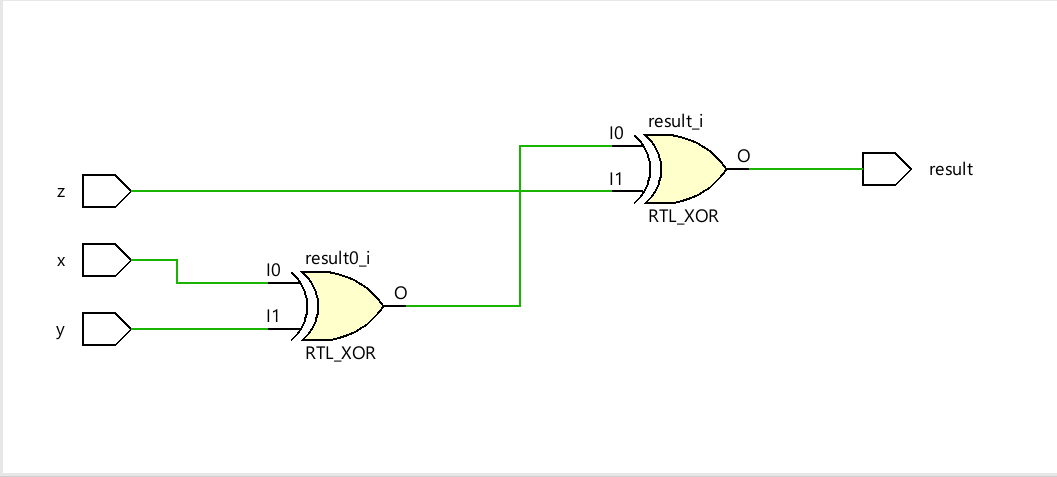 result_i
I0
O
I1
result
z
RTL_XOR
x
result0_i
I0
O
I1
y
RTL_XOR